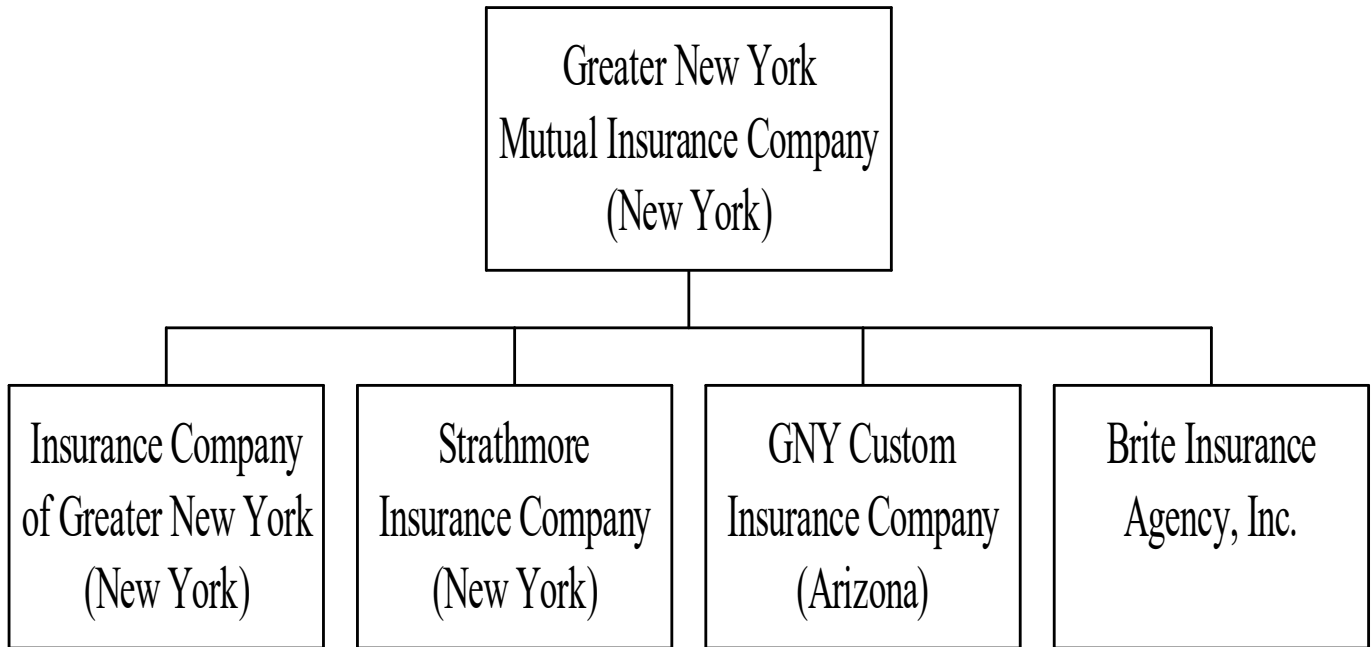 Greater New York
Mutual Insurance Company
(New York)
Insurance Company
of Greater New York
(New York)
Strathmore
Insurance Company
(New York)
GNY Custom
Insurance Company
(Arizona)
Brite Insurance
Agency, Inc.